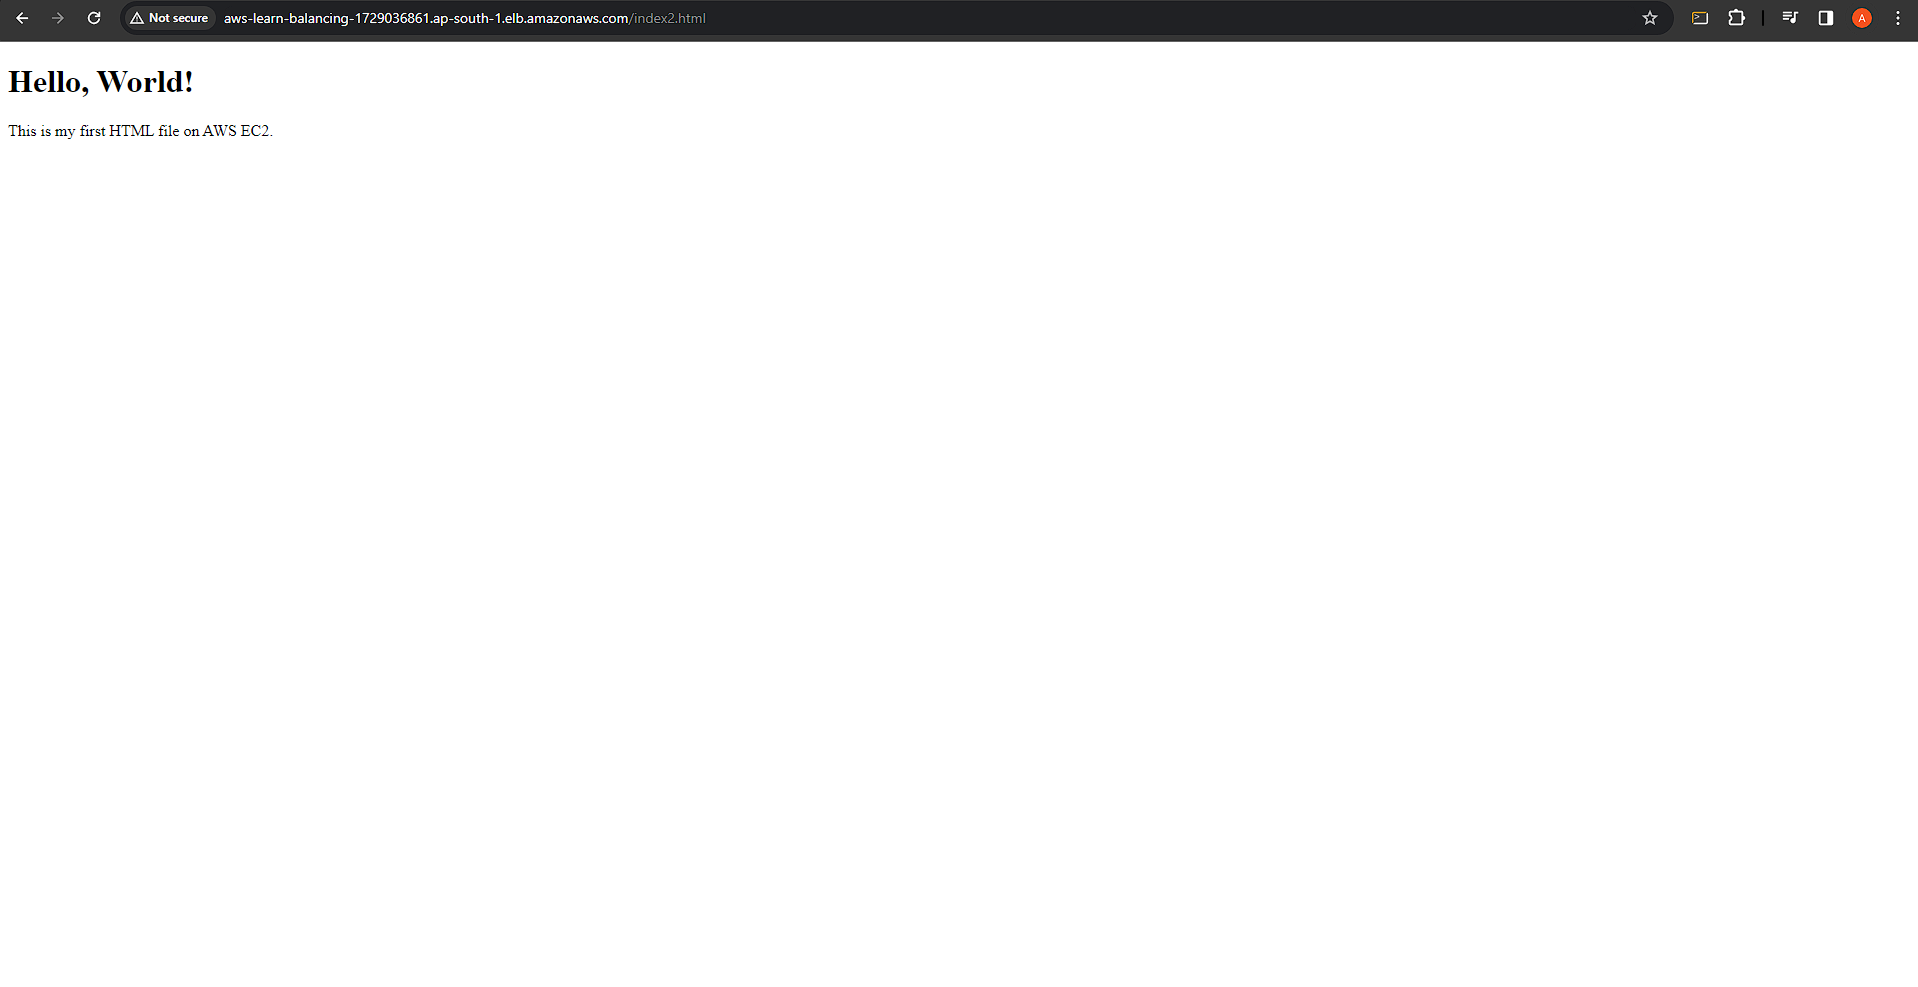 Not secure aws-learn-balancing-1729036861.ap-south-1.elb.amazonaws.com/index2.html A
Hello, World!
This is my first HTML file on AWS EC2.